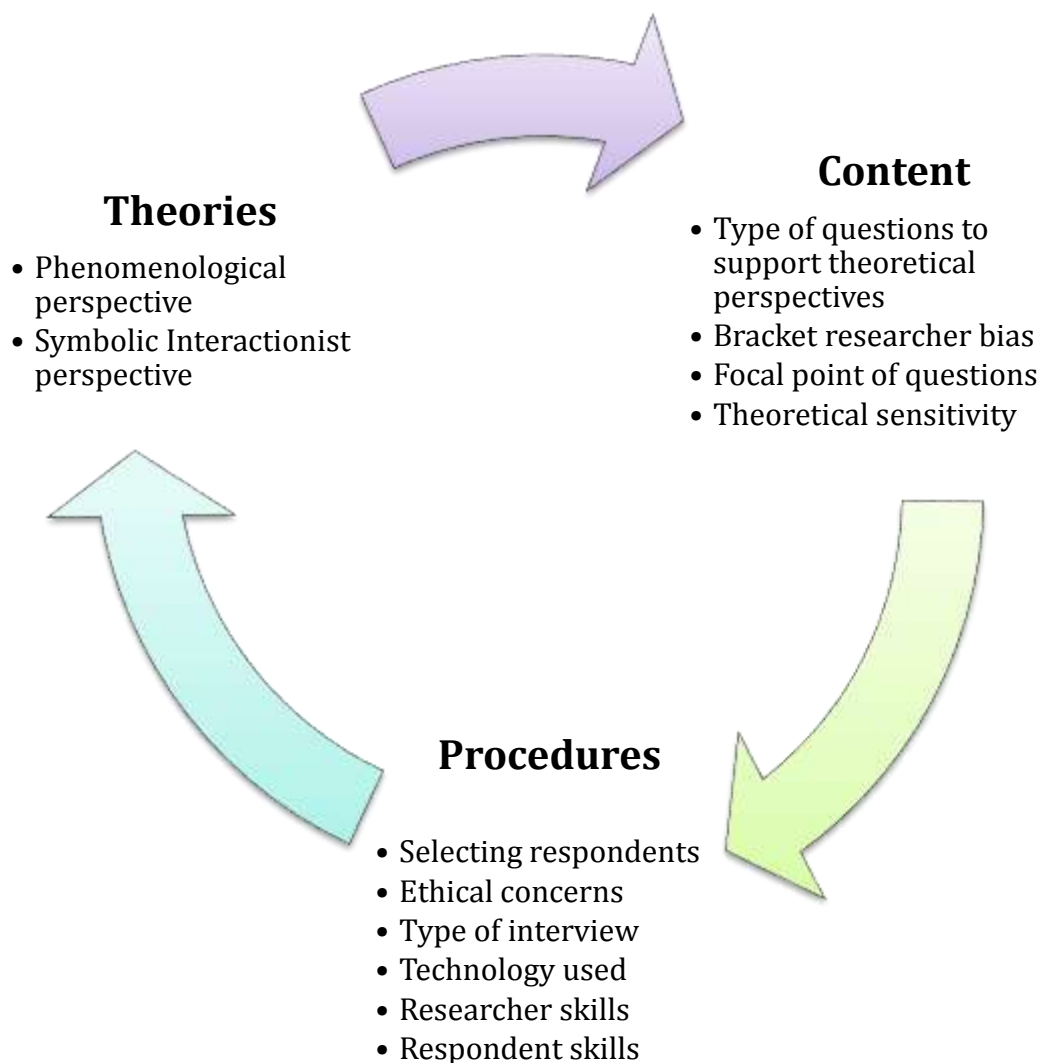 Theories
• Phenomenological
perspective
• Symbolic Interactionist
perspective
Content
• Type of questions to
support theoretical
perspectives
• Bracket researcher bias
• Focal point of questions
• Theoretical sensitivity
Procedures
• Selecting respondents
• Ethical concerns
• Type of interview
• Technology used
• Researcher skills
• Respondent skills